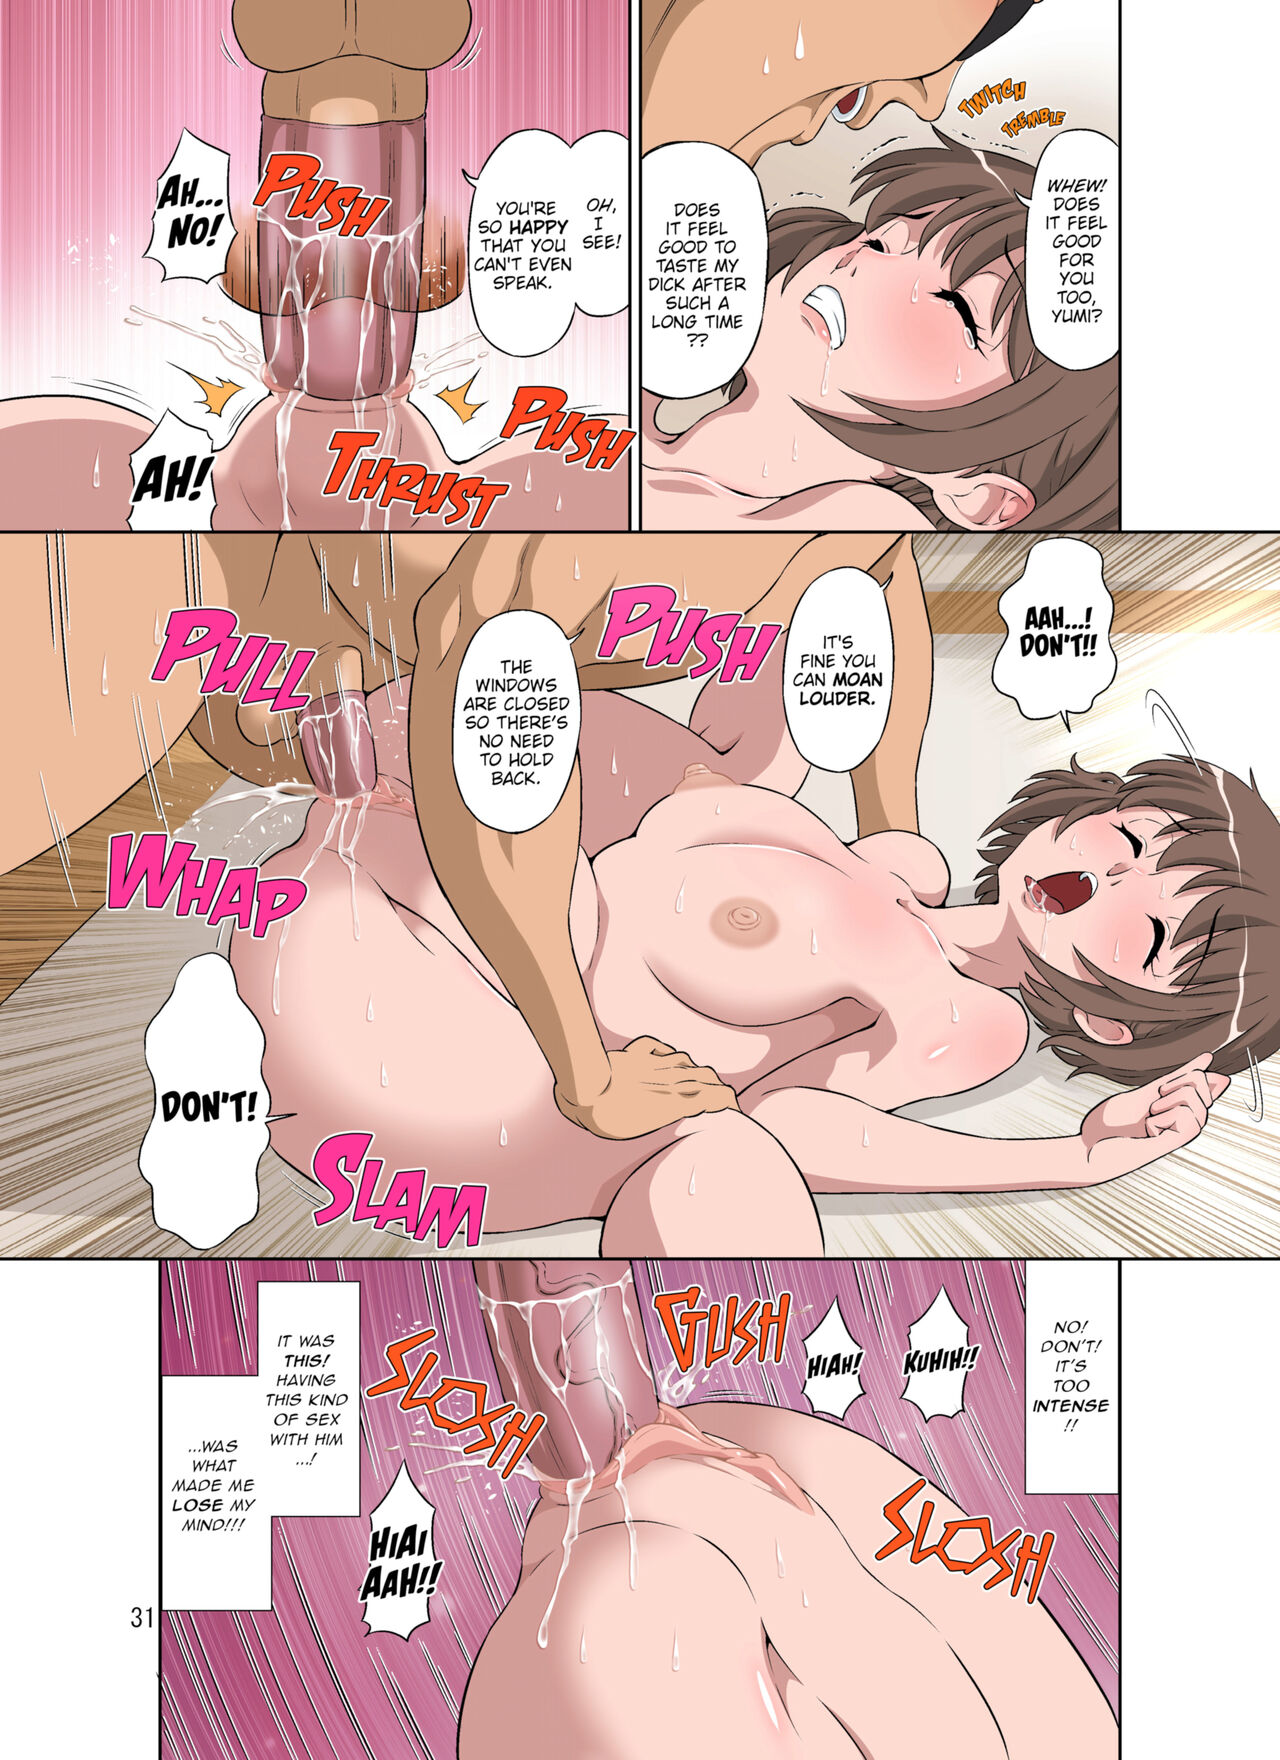 WHEW!
DOES
IT FEEL
GOOD
FOR
YOU
TOO,
YUMI?
TWITCH
TREMBLE
DOES
IT FEEL
GOOD TO
TASTE MY
DICK AFTER
SUCH A
LONG TIME
??
OH,
I
SEE!
YOU'RE
SO HAPPY
THAT YOU
CAN'T EVEN
SPEAK.
PUSH
AH...
NO!
PUSH
THRUST
AH!
AAH...!
DON'T!!
IT'S
FINE YOU
CAN MOAN
LOUDER.
PUSH
THE
WINDOWS
ARE CLOSED
SO THERE'S
NO NEED
TO HOLD
BACK.
PULL
WHAP
DON'T!
SLAM
NO!
DON'T!
IT'S
TOO
INTENSE
!!
KUHIH!!
HIAH!
GUSH
SLOSH
SLOSH
IT WAS
THIS!
HAVING
THIS KIND
OF SEX
WITH HIM
...!
HIAI
AAH!!
...WAS
WHAT
MADE ME
LOSE MY
MIND!!!
31